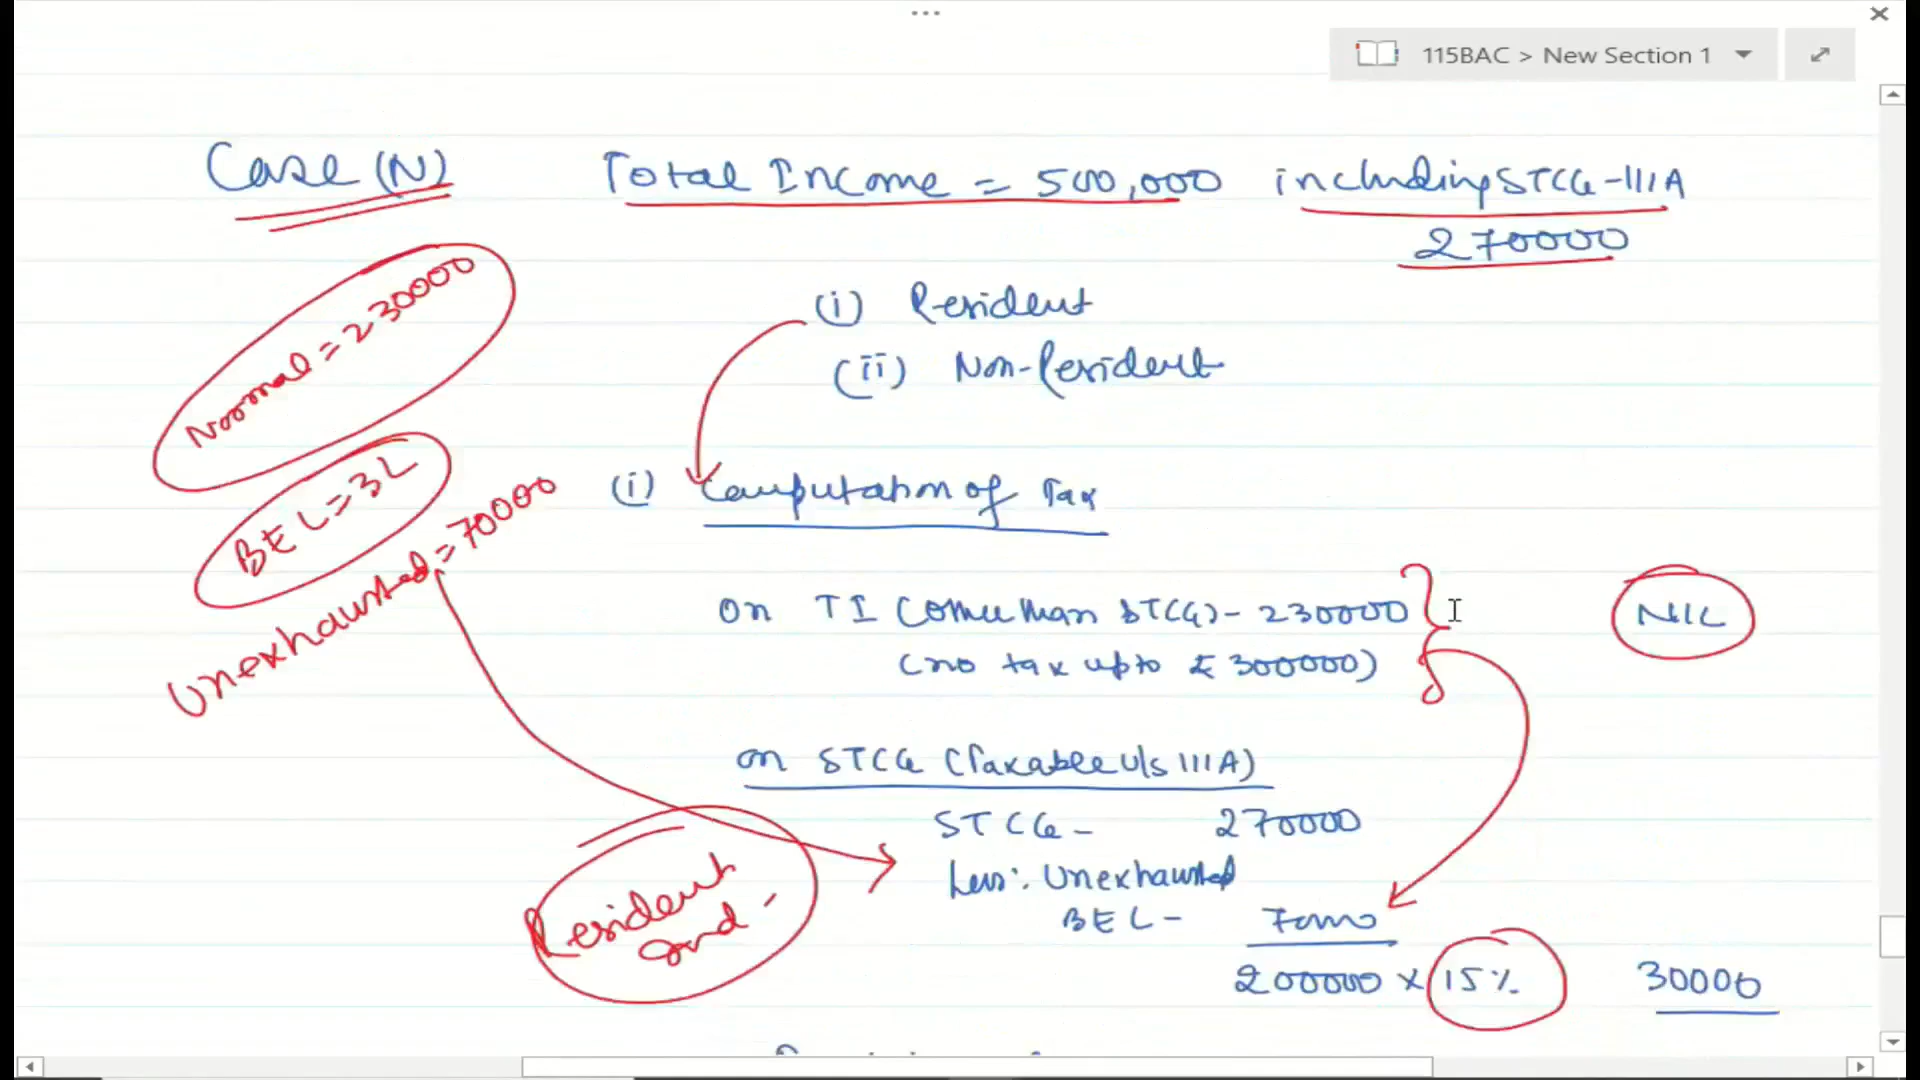 115BAC > New Section 1
Case (N) Total Income = 500,000 including STCG-111A
270000
Normal = 230000
(i) Resident
(ii) Non-Resident
BEL = 3L
Unexhausted = 70000
(i) Computation of Tax
On TI (other than STCG) - 230000 NIL
(no tax upto ₹ 300000)
on STCG (Taxable U/s 111A)
STCG - 270000
Less: Unexhausted
BEL - 70000
Resident
Ind -
200000 × 15% 30000